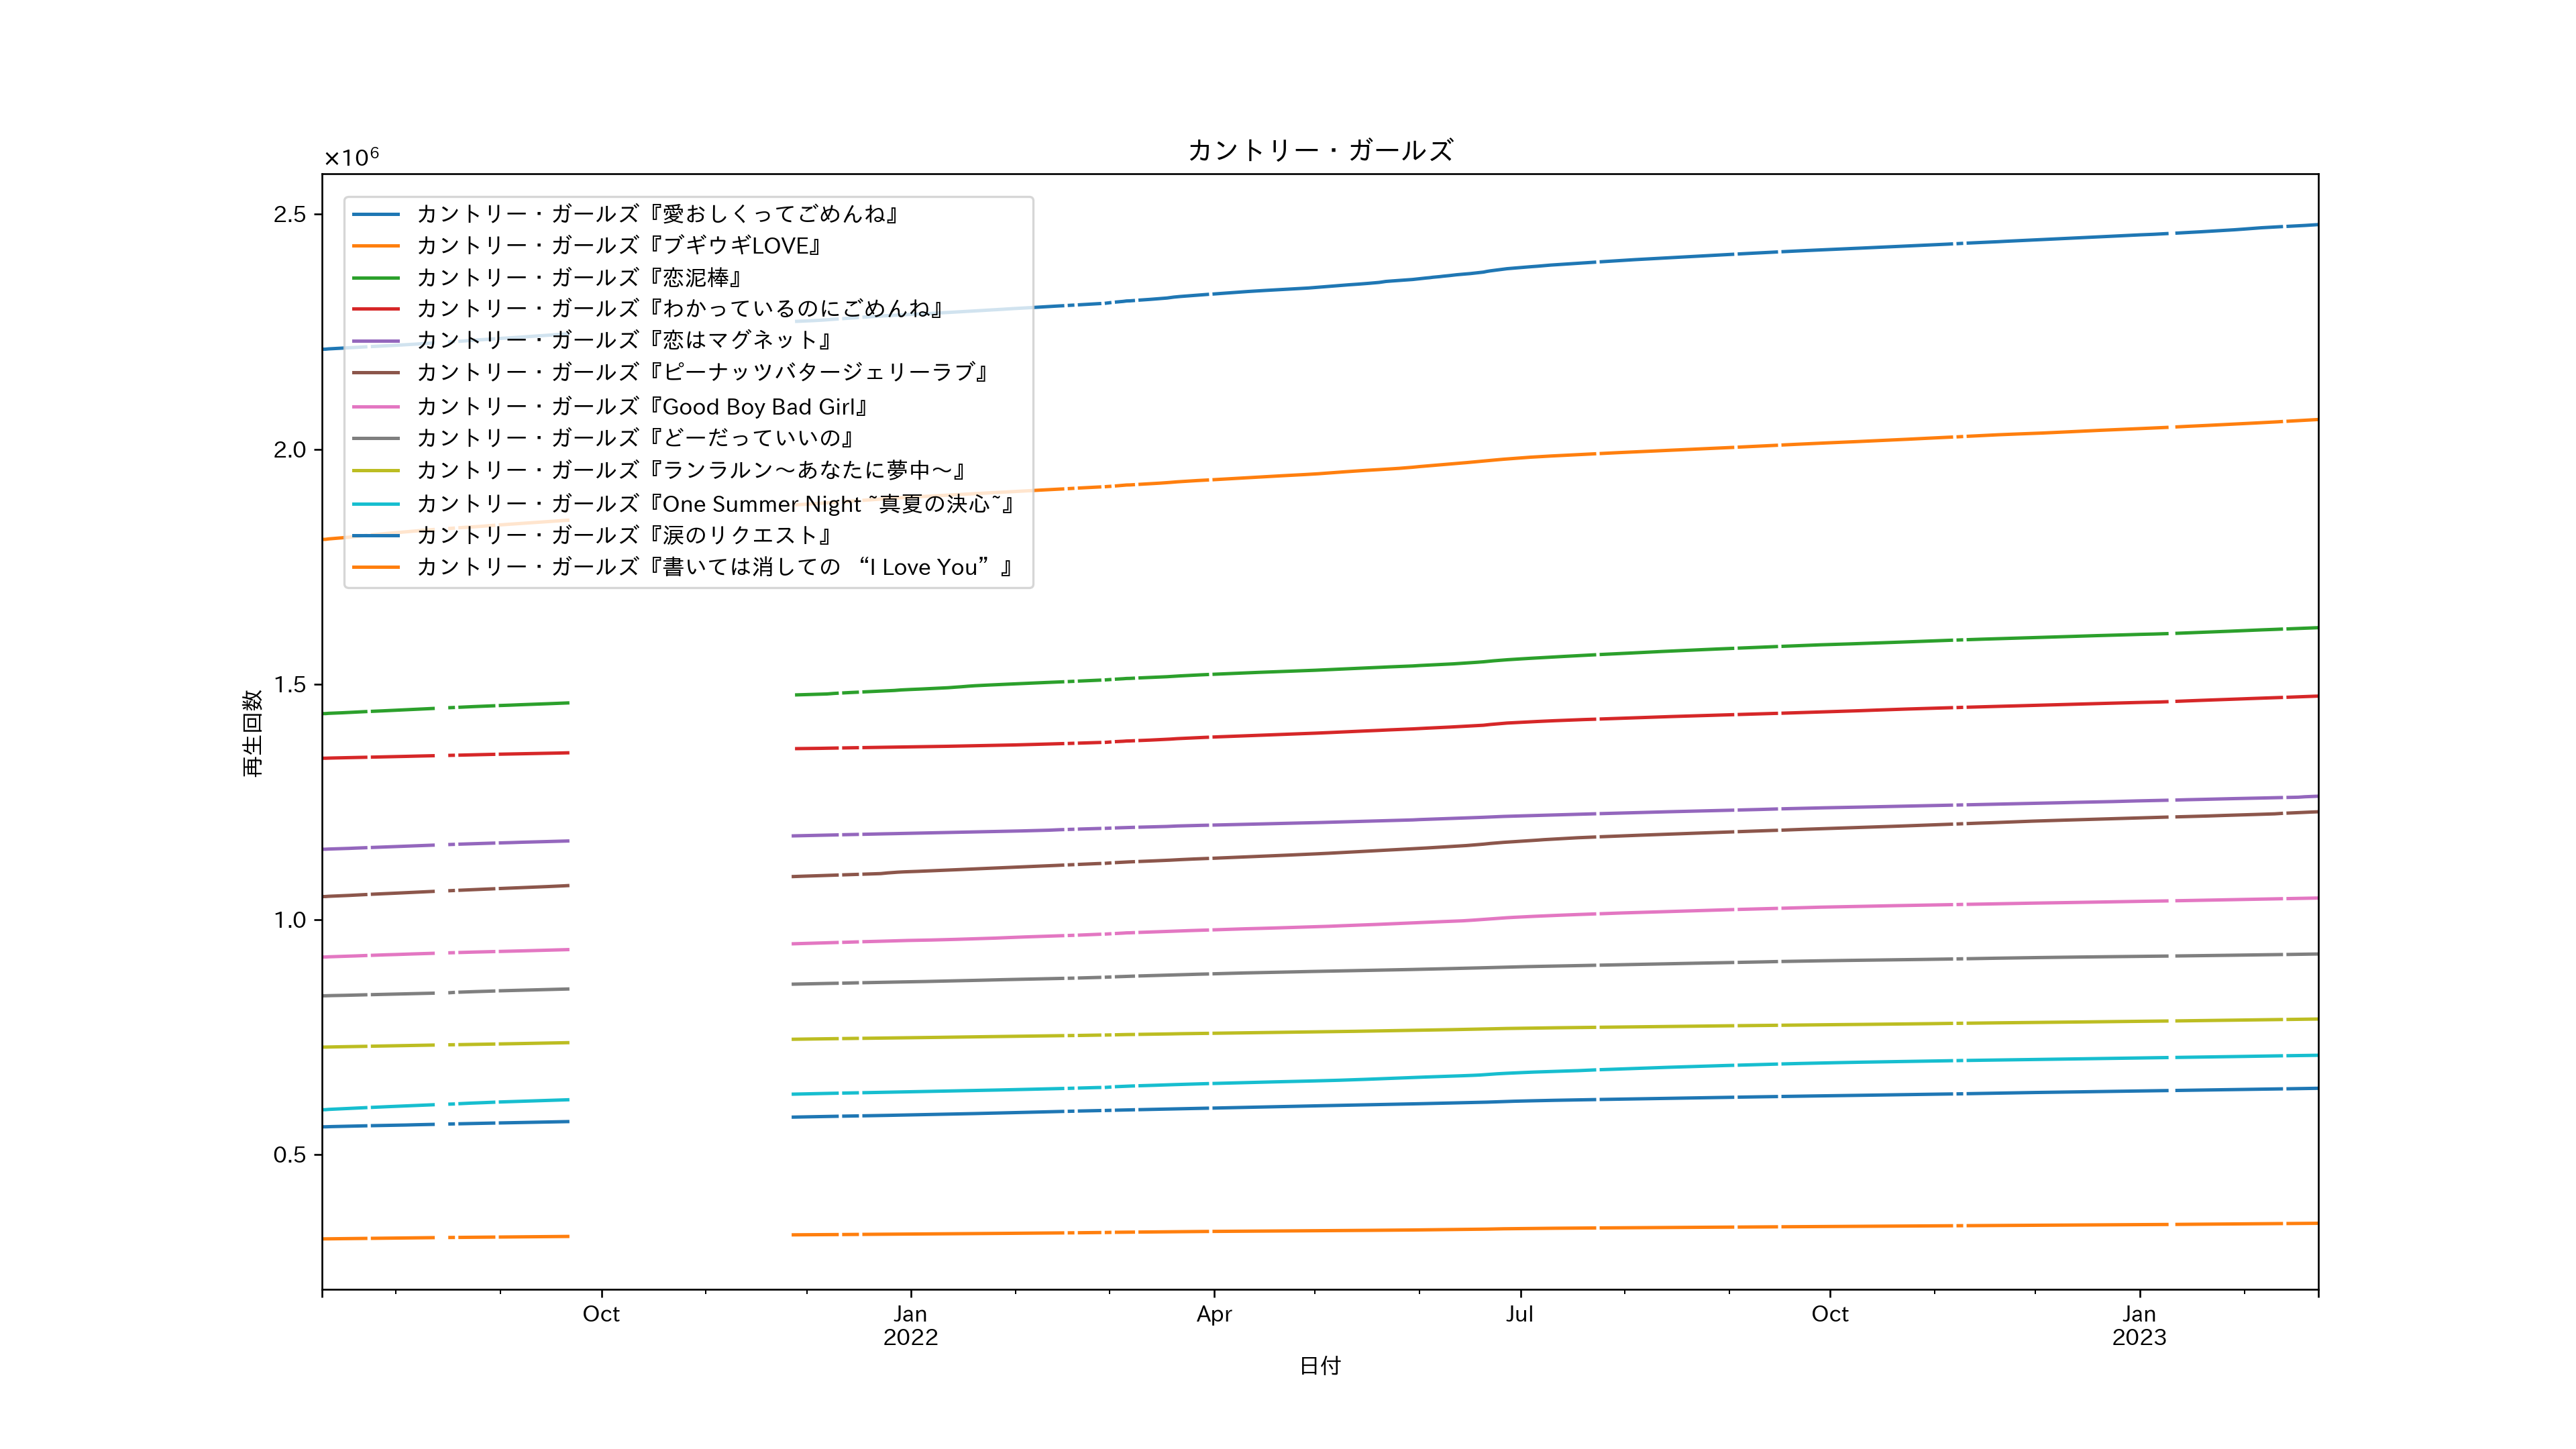 カントリー・ガールズ
×10⁶
2.5
2.0
1.5
1.0
0.5
再生回数
カントリー・ガールズ『愛おしくってごめんね』
カントリー・ガールズ『ブギウギLOVE』
カントリー・ガールズ『恋泥棒』
カントリー・ガールズ『わかっているのにごめんね』
カントリー・ガールズ『恋はマグネット』
カントリー・ガールズ『ピーナッツバタージェリーラブ』
カントリー・ガールズ『Good Boy Bad Girl』
カントリー・ガールズ『どーだっていいの』
カントリー・ガールズ『ランラルン～あなたに夢中～』
カントリー・ガールズ『One Summer Night ~真夏の決心~』
カントリー・ガールズ『涙のリクエスト』
カントリー・ガールズ『書いては消しての “I Love You”』
Oct Jan Apr Jul Oct Jan
2022 2023
日付